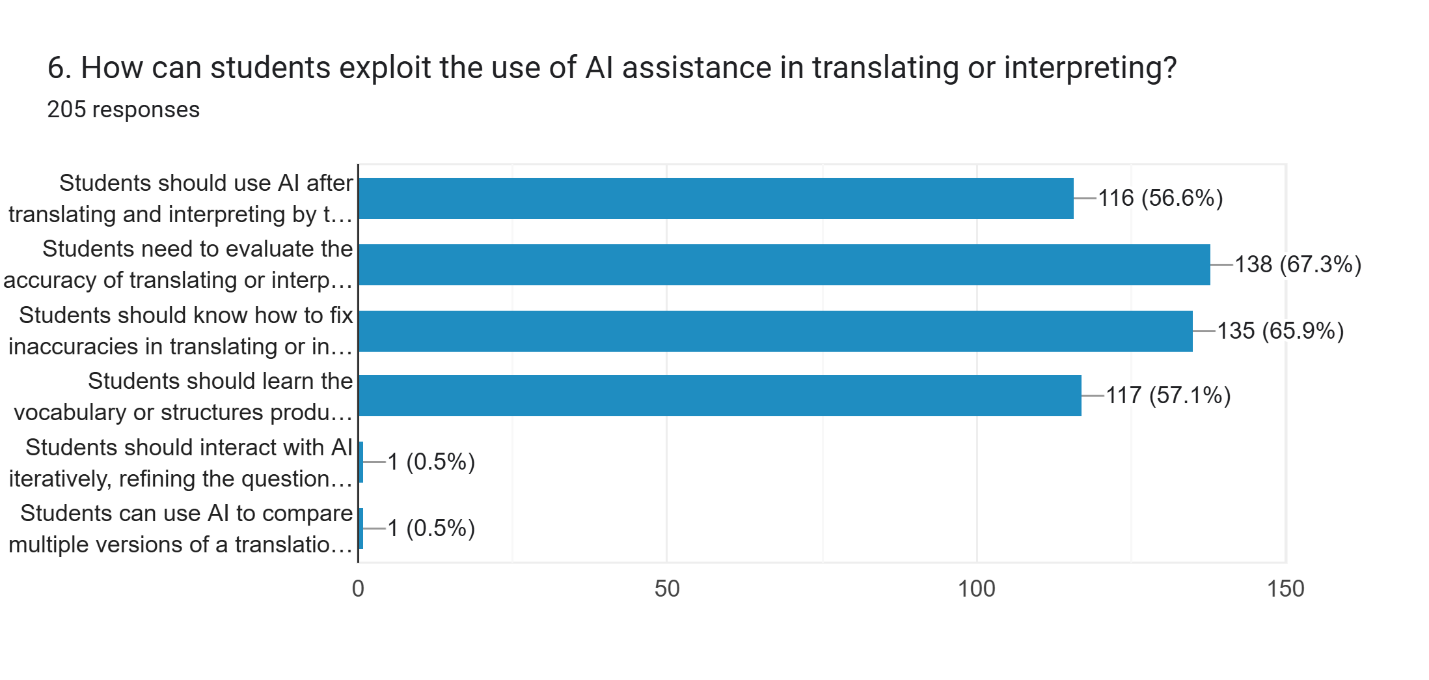 6. How can students exploit the use of AI assistance in translating or interpreting?
205 responses
Students should use AI after
translating and interpreting by t…
116 (56.6%)
Students need to evaluate the
accuracy of translating or interp…
138 (67.3%)
Students should know how to fix
inaccuracies in translating or in…
135 (65.9%)
Students should learn the
vocabulary or structures produ…
117 (57.1%)
Students should interact with AI
iteratively, refining the question…
1 (0.5%)
Students can use AI to compare
multiple versions of a translatio…
1 (0.5%)
0 50 100 150